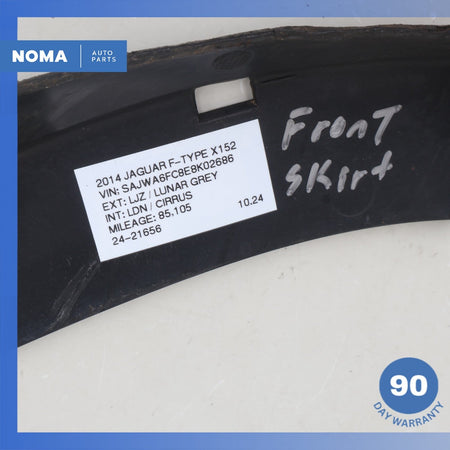 NOMA AUTO
PARTS
2014 JAGUAR F-TYPE X152
VIN: SAJWA6FC8E8K02686
EXT: LJZ / LUNAR GREY
INT: LDN / CIRRUS
MILEAGE: 85,105 10.24
24-21656
FronT
SKirt
90
DAY WARRANTY